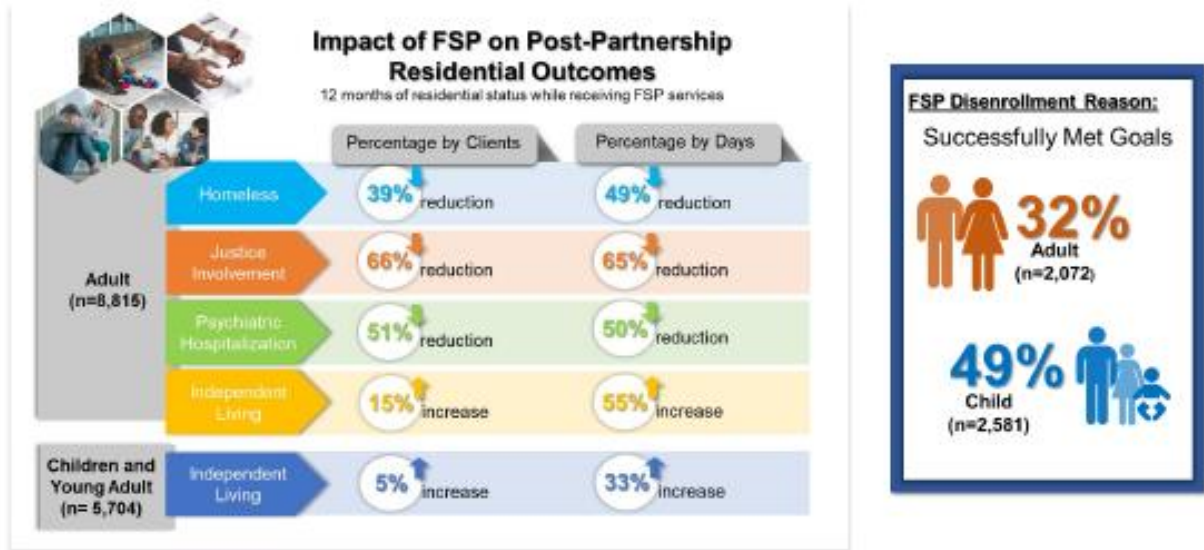 Impact of FSP on Post-Partnership
Residential Outcomes
12 months of residential status while receiving FSP services
Percentage by Clients
Percentage by Days
Adult
(n=8,815)
Homeless
39% reduction
49% reduction
Justice
Involvement
66% reduction
65% reduction
Psychiatric
Hospitalization
51% reduction
50% reduction
Independent
Living
15% increase
55% increase
Children and
Young Adult
(n= 5,704)
Independent
Living
5% increase
33% increase
FSP Disenrollment Reason:
Successfully Met Goals
32%
Adult
(n=2,072)
49%
Child
(n=2,581)